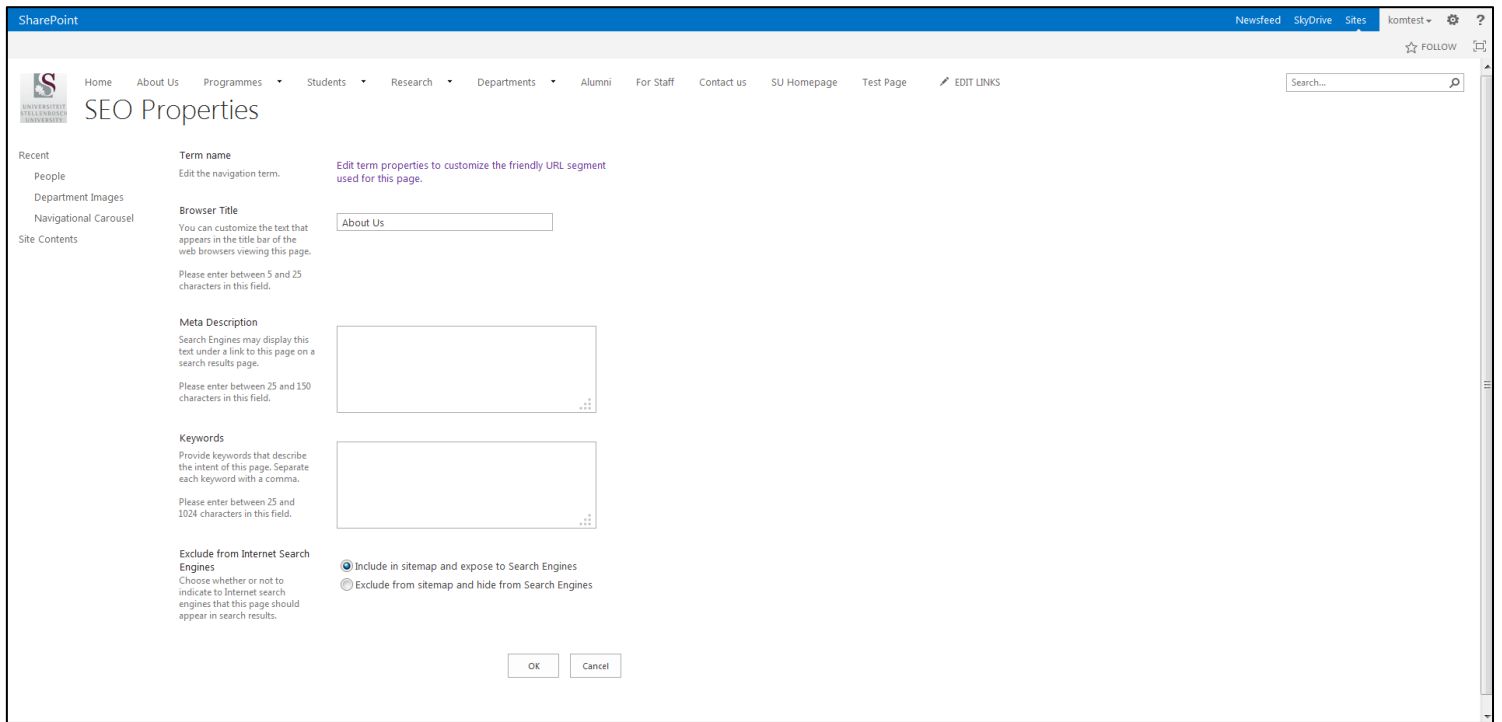 SharePoint
Newsfeed SkyDrive Sites komtest ?
FOLLOW
UNIVERSITEIT
STELLENBOSCH
UNIVERSITY
Home About Us Programmes Students Research Departments Alumni For Staff Contact us SU Homepage Test Page EDIT LINKS
Search...
SEO Properties
Recent
People
Department Images
Navigational Carousel
Site Contents
Term name
Edit the navigation term.
Edit term properties to customize the friendly URL segment
used for this page.
Browser Title
You can customize the text that
appears in the title bar of the
web browsers viewing this page.
Please enter between 5 and 25
characters in this field.
About Us
Meta Description
Search Engines may display this
text under a link to this page on a
search results page.
Please enter between 25 and 150
characters in this field.
Keywords
Provide keywords that describe
the intent of this page. Separate
each keyword with a comma.
Please enter between 25 and
1024 characters in this field.
Exclude from Internet Search
Engines
Choose whether or not to
indicate to Internet search
engines that this page should
appear in search results.
Include in sitemap and expose to Search Engines
Exclude from sitemap and hide from Search Engines
OK Cancel